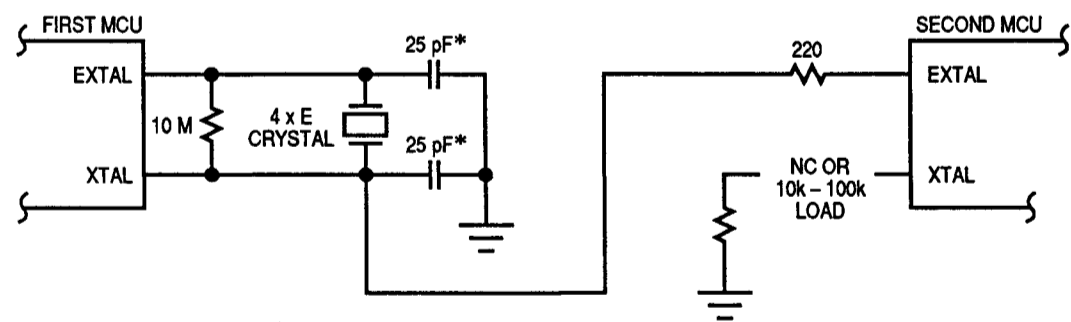 FIRST MCU
SECOND MCU
25 pF*
220
EXTAL
EXTAL
10 M
4 x E
CRYSTAL
25 pF*
XTAL
NC OR
10k – 100k
LOAD
XTAL